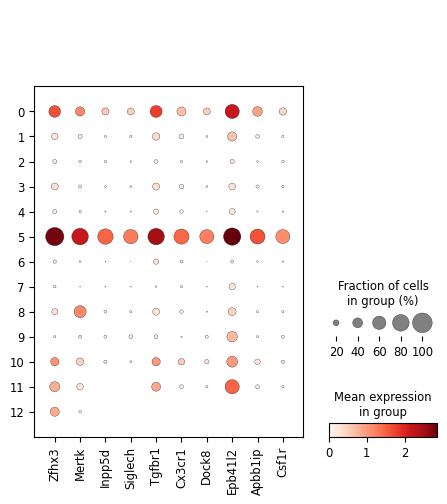 0
1
2
3
4
5
6
7
8
9
10
11
12
Zfhx3
Mertk
Inpp5d
Siglech
Tgfbr1
Cx3cr1
Dock8
Epb41l2
Apbb1ip
Csf1r
Fraction of cells
in group (%)
20 40 60 80 100
Mean expression
in group
0 1 2